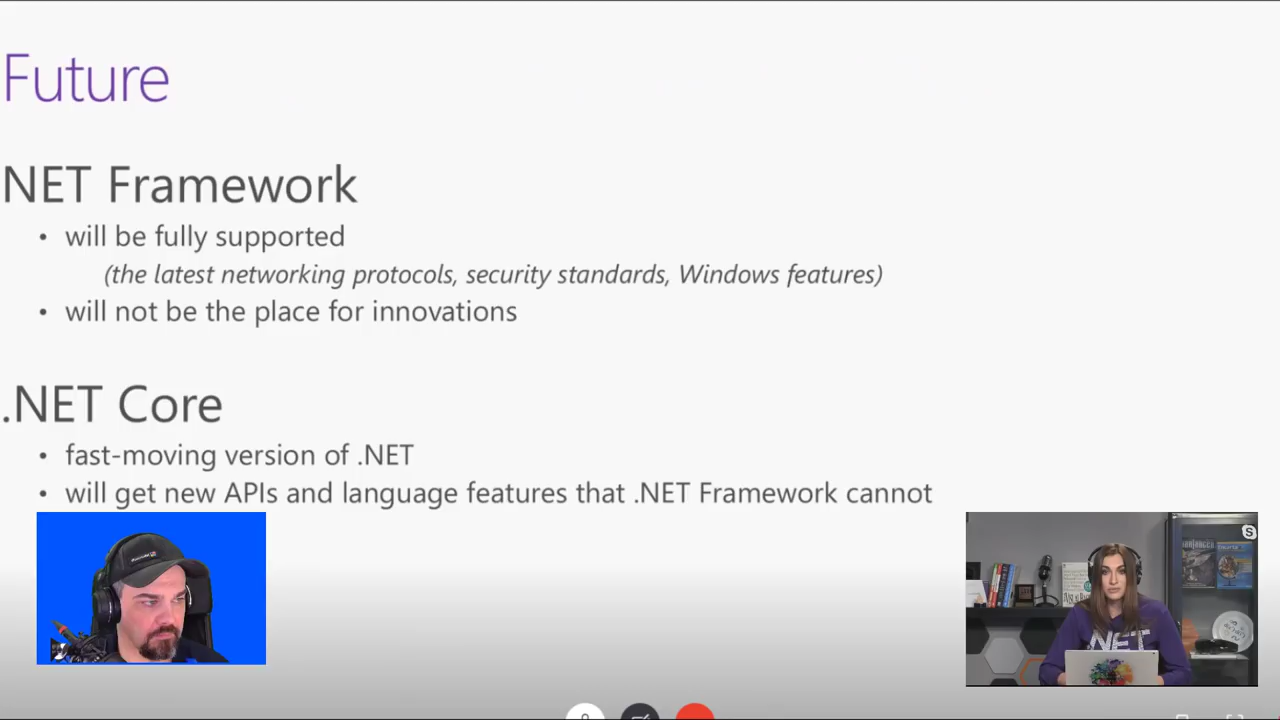 Future
NET Framework
• will be fully supported
(the latest networking protocols, security standards, Windows features)
• will not be the place for innovations
.NET Core
• fast-moving version of .NET
• will get new APIs and language features that .NET Framework cannot
.NET